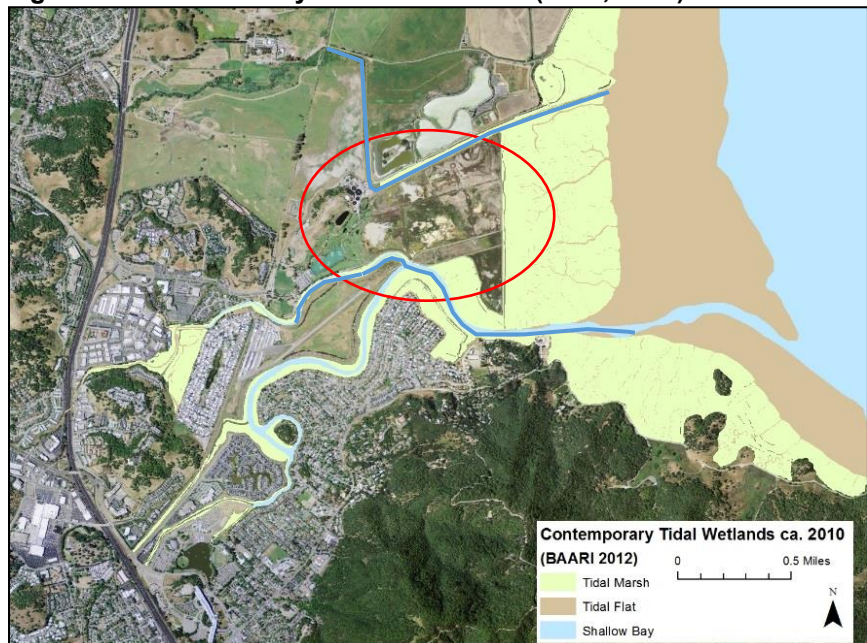 Contemporary Tidal Wetlands ca. 2010
(BAARI 2012)
0 0.5 Miles
Tidal Marsh
Tidal Flat
Shallow Bay
N